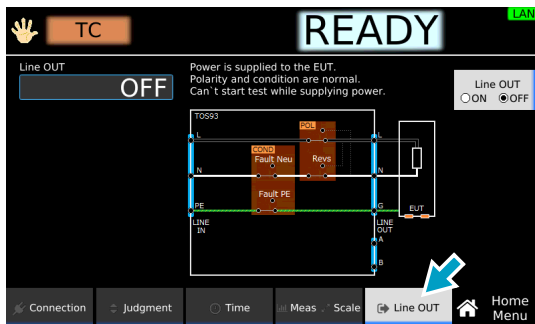 TC
READY
LAN
Line OUT
OFF
Power is supplied to the EUT.
Polarity and condition are normal.
Can`t start test while supplying power.
Line OUT
ON OFF
TOS93
POL
L
L
COND
Fault Neu
Revs
N
N
Fault PE
PE
G
EUT
LINE
IN
LINE
OUT
A
B
Connection
Judgment
Time
Meas
Scale
Line OUT
Home
Menu